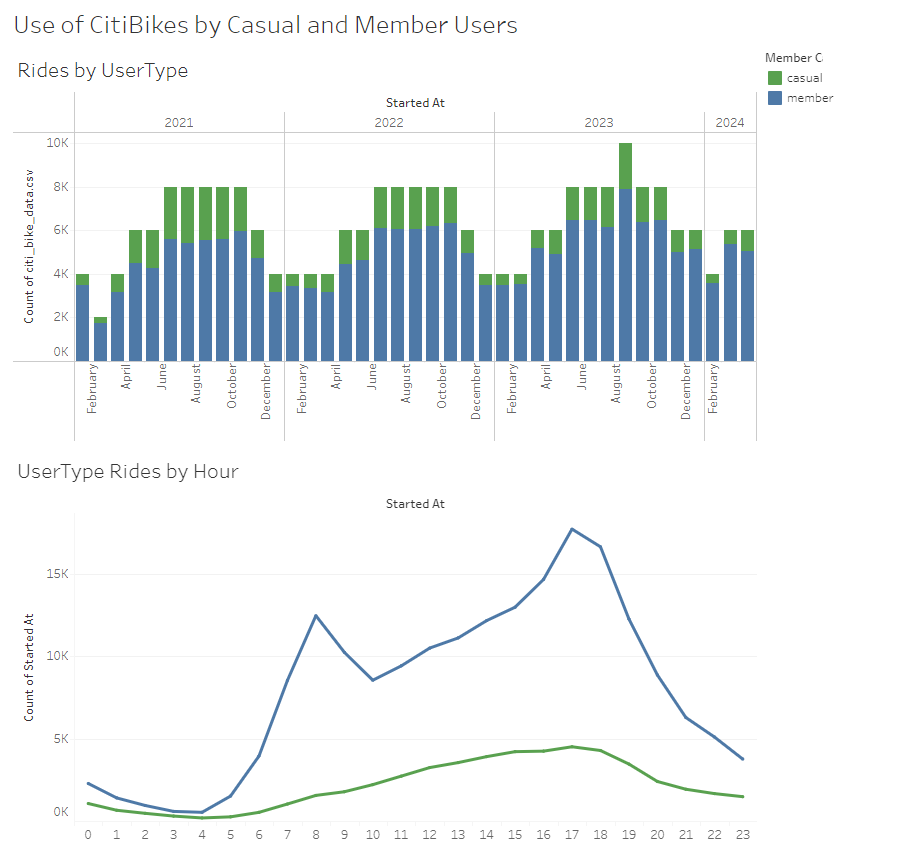 Use of CitiBikes by Casual and Member Users
Rides by UserType
Member C
casual
member
Started At
2021 2022 2023 2024
Count of citi_bike_data.csv
10K
8K
6K
4K
2K
0K
February April June August October December February April June August October December February April June August October December February
UserType Rides by Hour
Started At
Count of Started At
15K
10K
5K
0K
0 1 2 3 4 5 6 7 8 9 10 11 12 13 14 15 16 17 18 19 20 21 22 23